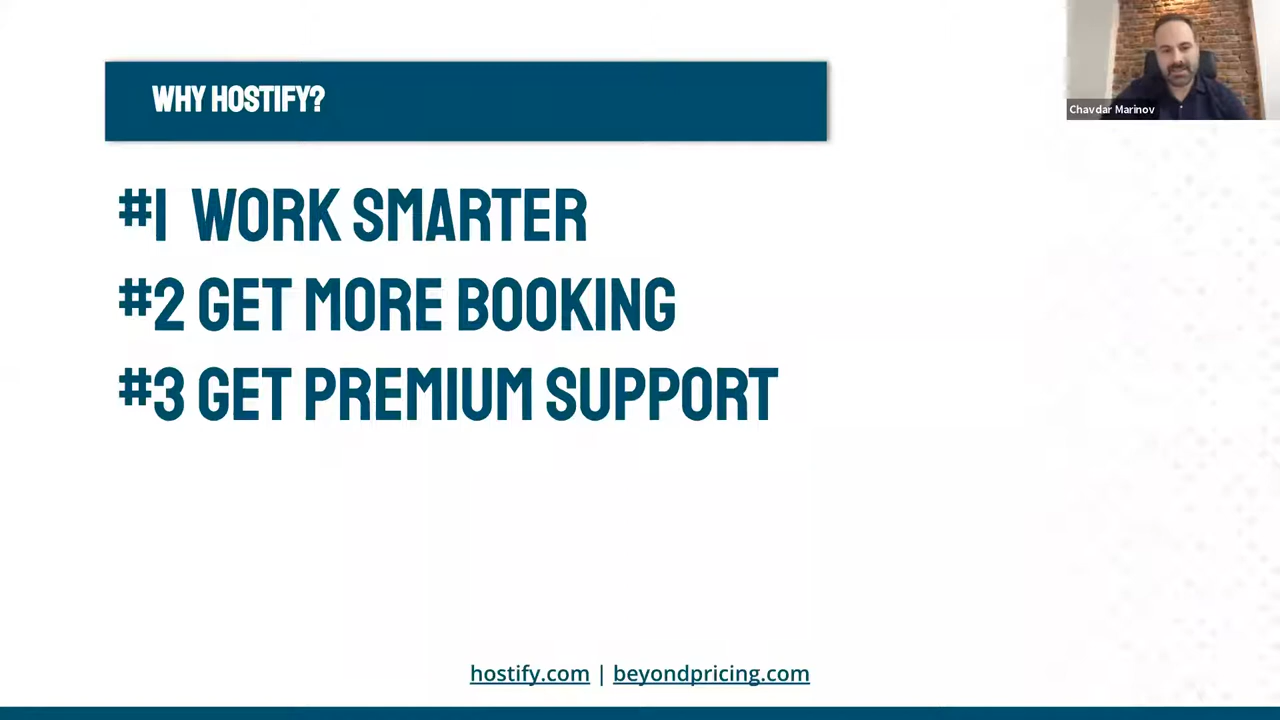 WHY HOSTIFY?
Chavdar Marinov
#1 WORK SMARTER
#2 GET MORE BOOKING
#3 GET PREMIUM SUPPORT
hostify.com | beyondpricing.com